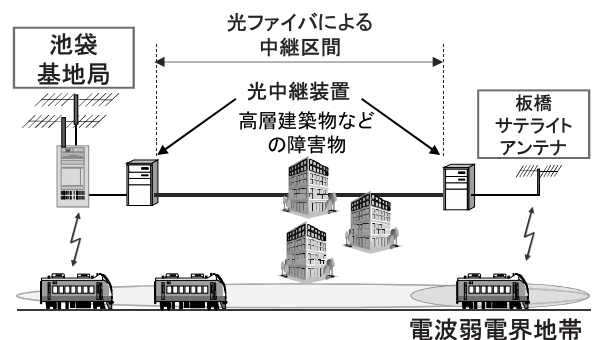 光ファイバによる
中継区間
池袋
基地局
光中継装置
高層建築物など
の障害物
板橋
サテライト
アンテナ
電波弱電界地帯